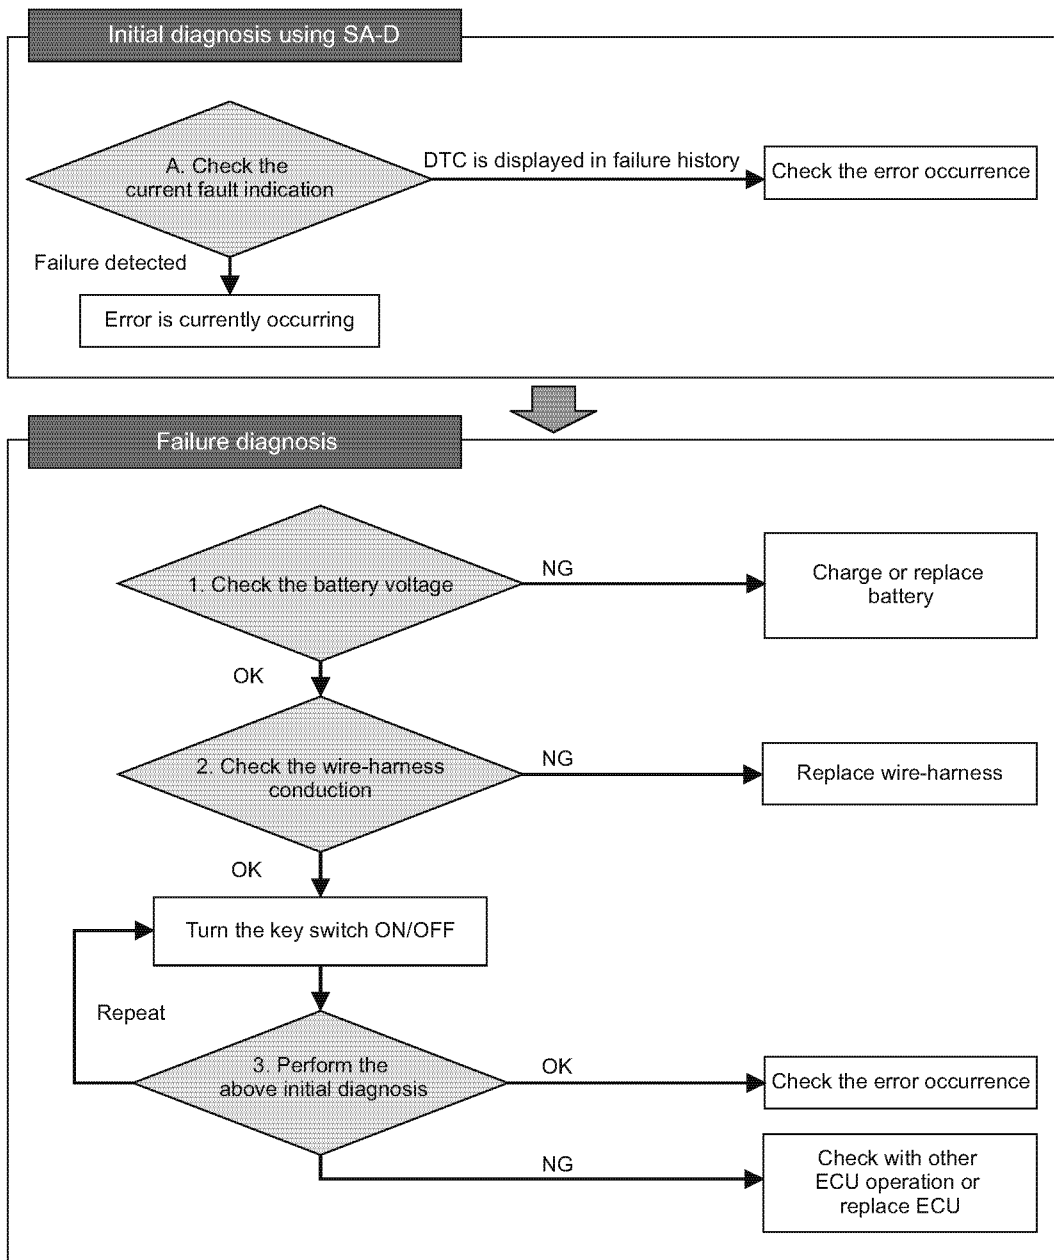 Initial diagnosis using SA-D
A. Check the
current fault indication
DTC is displayed in failure history
Check the error occurrence
Failure detected
Error is currently occurring
Failure diagnosis
1. Check the battery voltage
NG
Charge or replace
battery
OK
2. Check the wire-harness
conduction
NG
Replace wire-harness
OK
Turn the key switch ON/OFF
Repeat
3. Perform the
above initial diagnosis
OK
Check the error occurrence
NG
Check with other
ECU operation or
replace ECU